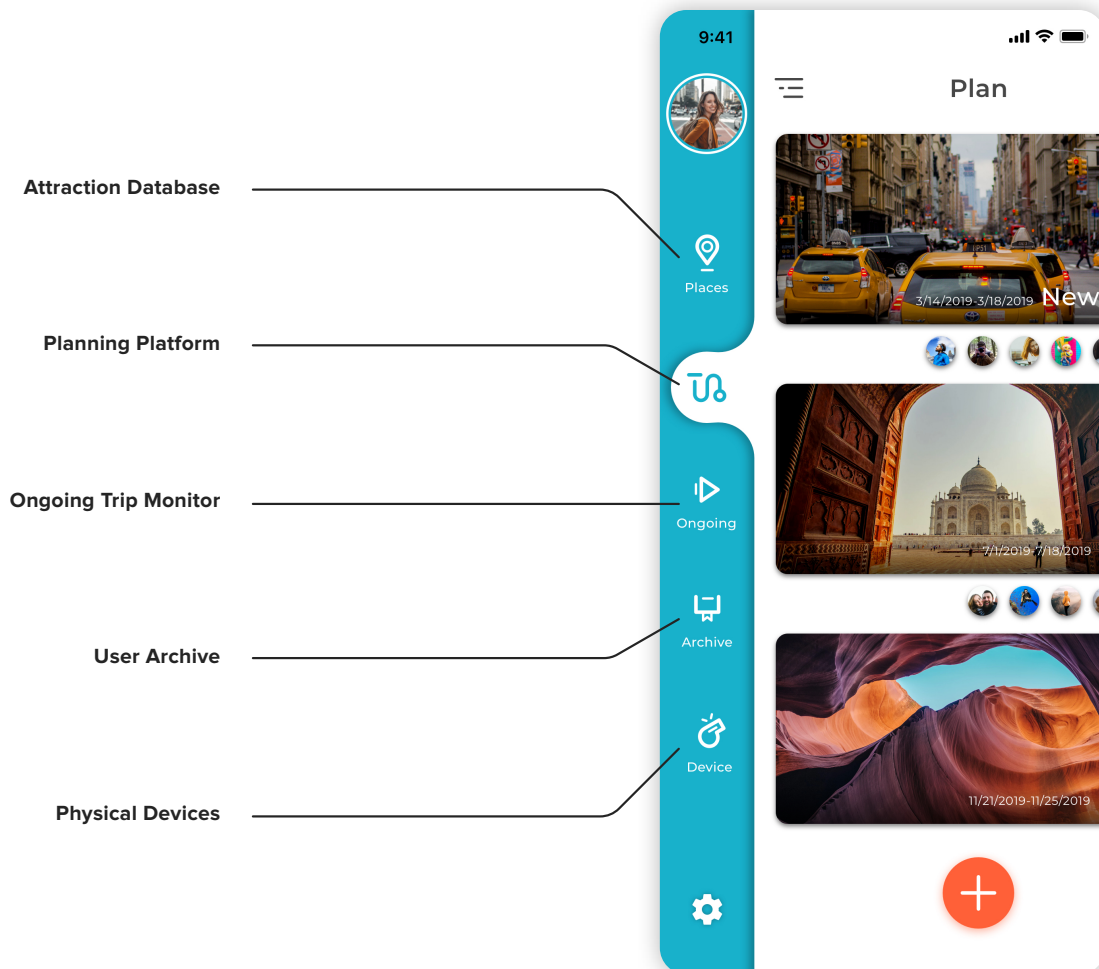 9:41
Plan
Attraction Database
Places
3/14/2019-3/18/2019 New
Planning Platform
Ongoing Trip Monitor
Ongoing
7/1/2019-7/18/2019
User Archive
Archive
Physical Devices
Device
11/21/2019-11/25/2019